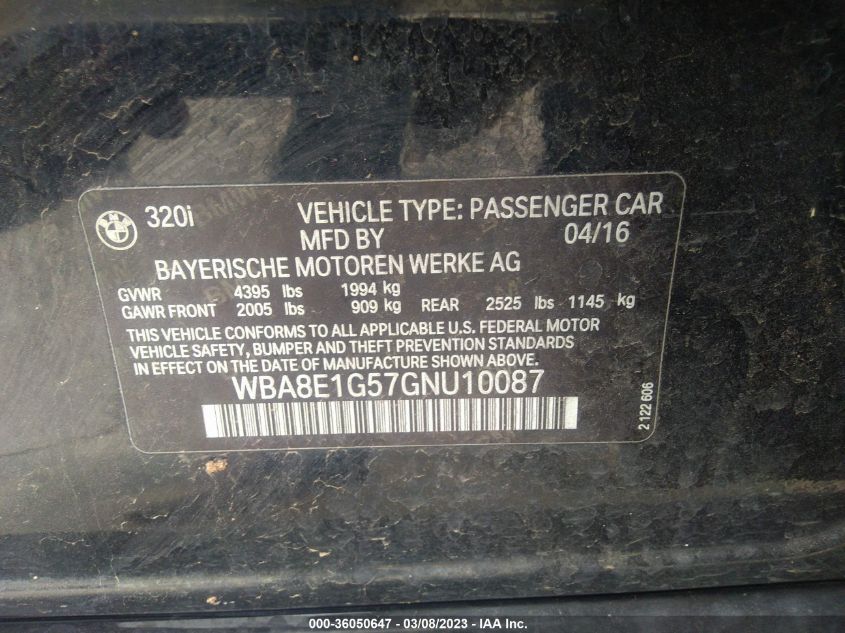 320i VEHICLE TYPE: PASSENGER CAR
MFD BY 04/16
BAYERISCHE MOTOREN WERKE AG
GVWR 4395 lbs 1994 kg
GAWR FRONT 2005 lbs 909 kg REAR 2525 lbs 1145 kg
THIS VEHICLE CONFORMS TO ALL APPLICABLE U.S. FEDERAL MOTOR
VEHICLE SAFETY, BUMPER AND THEFT PREVENTION STANDARDS
IN EFFECT ON THE DATE OF MANUFACTURE SHOWN ABOVE.
WBA8E1G57GNU10087
2 122 606
000-36050647 - 03/08/2023 - IAA Inc.